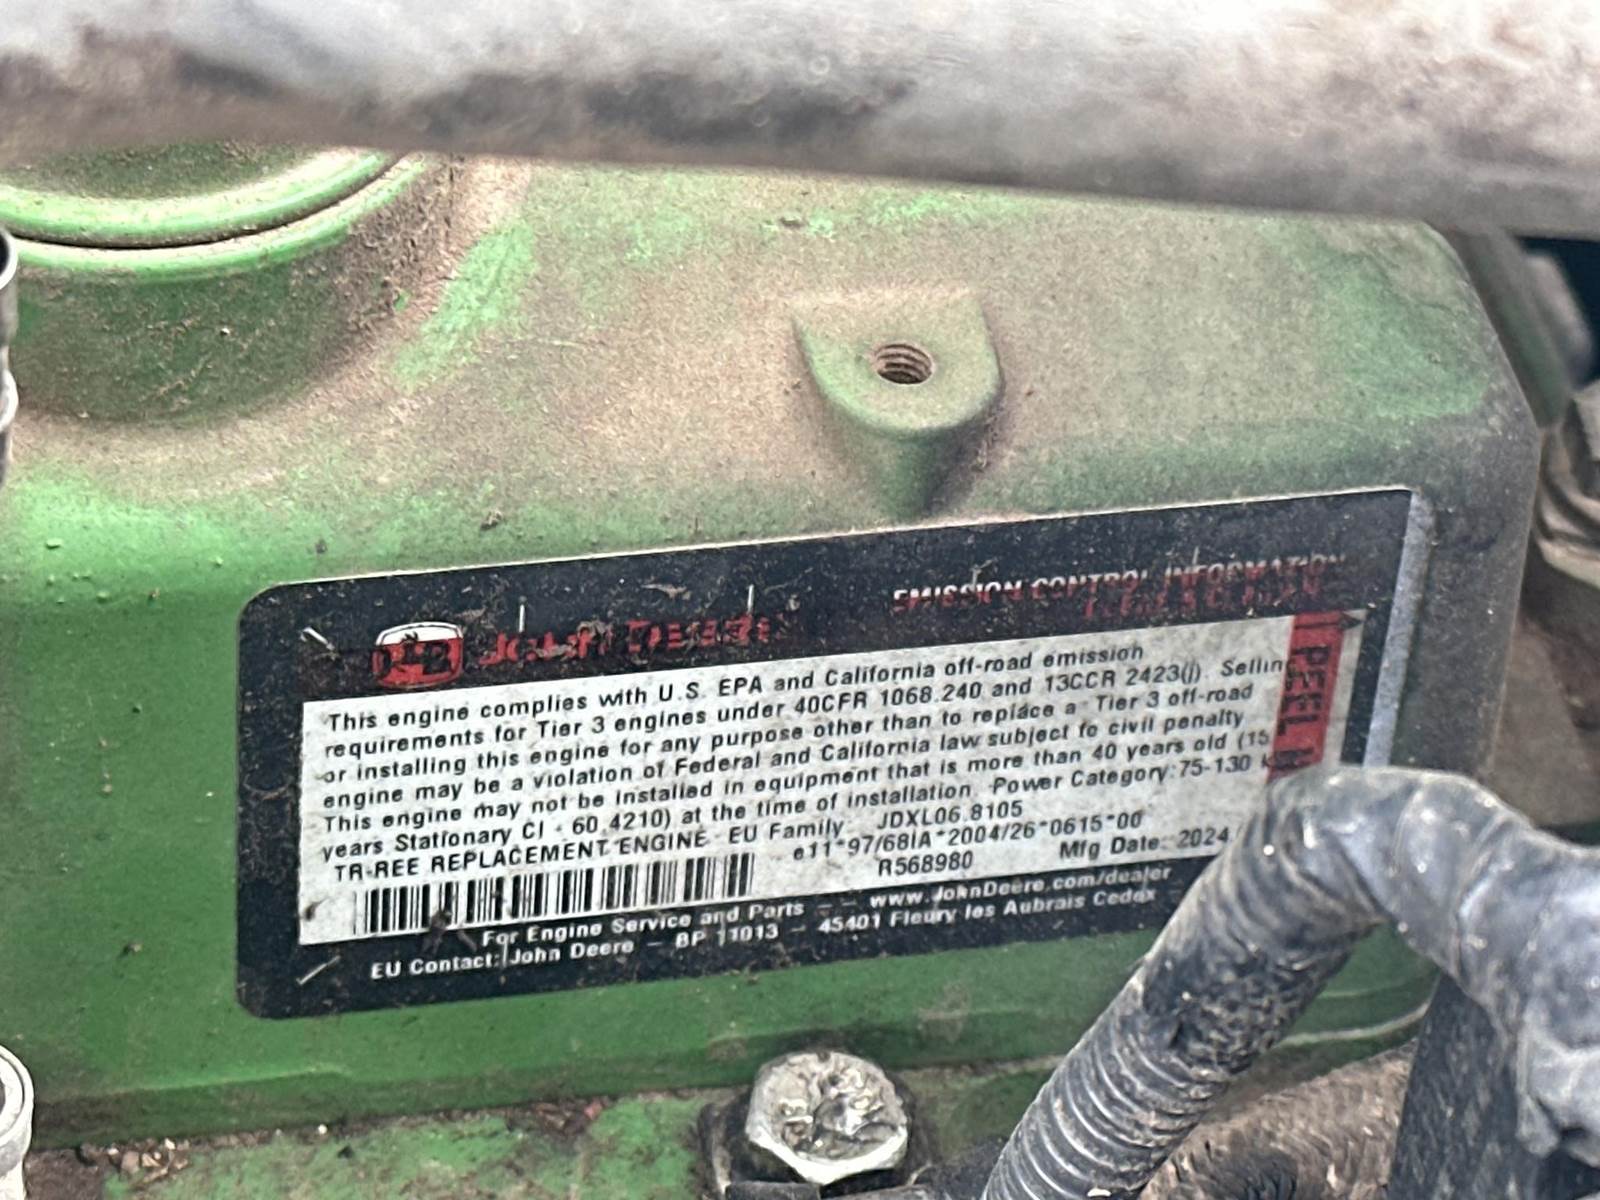 JOHN DEERE
EMISSION CONTROL INFORMATION
This engine complies with U.S. EPA and California off-road emission
requirements for Tier 3 engines under 40CFR 1068.240 and 13CCR 2423(j). Selling
or installing this engine for any purpose other than to replace a Tier 3 off-road
engine may be a violation of Federal and California law subject to civil penalty
This engine may not be installed in equipment that is more than 40 years old (15
years Stationary CI - 60.4210) at the time of installation. Power Category:75-130
TR-REE REPLACEMENT ENGINE EU Family JDXL06.8105
e11*97/68IA*2004/26*0615*00
R568980 Mfg Date: 2024
For Engine Service and Parts - - www.JohnDeere.com/dealer
EU Contact: John Deere - BP 11013 - 45401 Fleury les Aubrais Cedex
PEEL